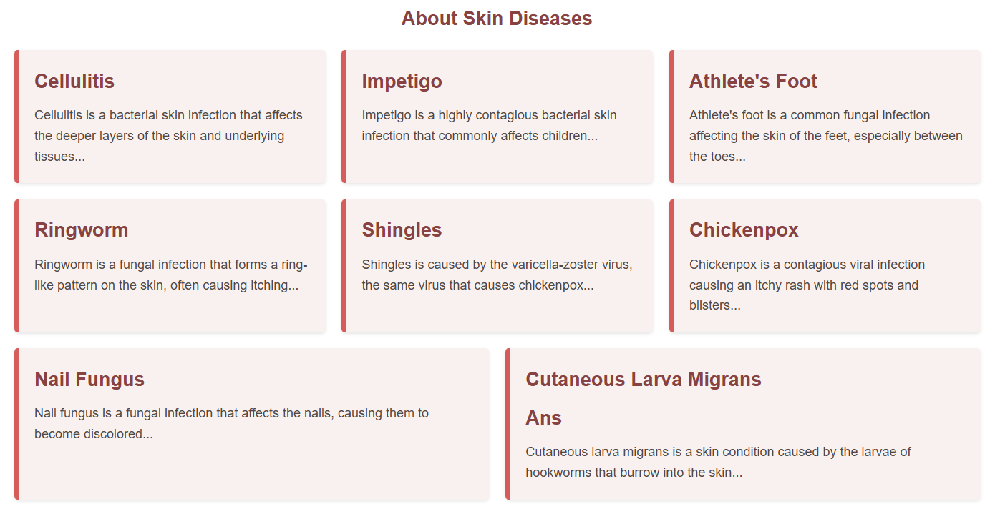 About Skin Diseases
Cellulitis
Cellulitis is a bacterial skin infection that affects
the deeper layers of the skin and underlying
tissues...
Impetigo
Impetigo is a highly contagious bacterial skin
infection that commonly affects children...
Athlete's Foot
Athlete's foot is a common fungal infection
affecting the skin of the feet, especially between
the toes...
Ringworm
Ringworm is a fungal infection that forms a ring-
like pattern on the skin, often causing itching...
Shingles
Shingles is caused by the varicella-zoster virus,
the same virus that causes chickenpox...
Chickenpox
Chickenpox is a contagious viral infection
causing an itchy rash with red spots and
blisters...
Nail Fungus
Nail fungus is a fungal infection that affects the nails, causing them to
become discolored...
Cutaneous Larva Migrans
Ans
Cutaneous larva migrans is a skin condition caused by the larvae of
hookworms that burrow into the skin...